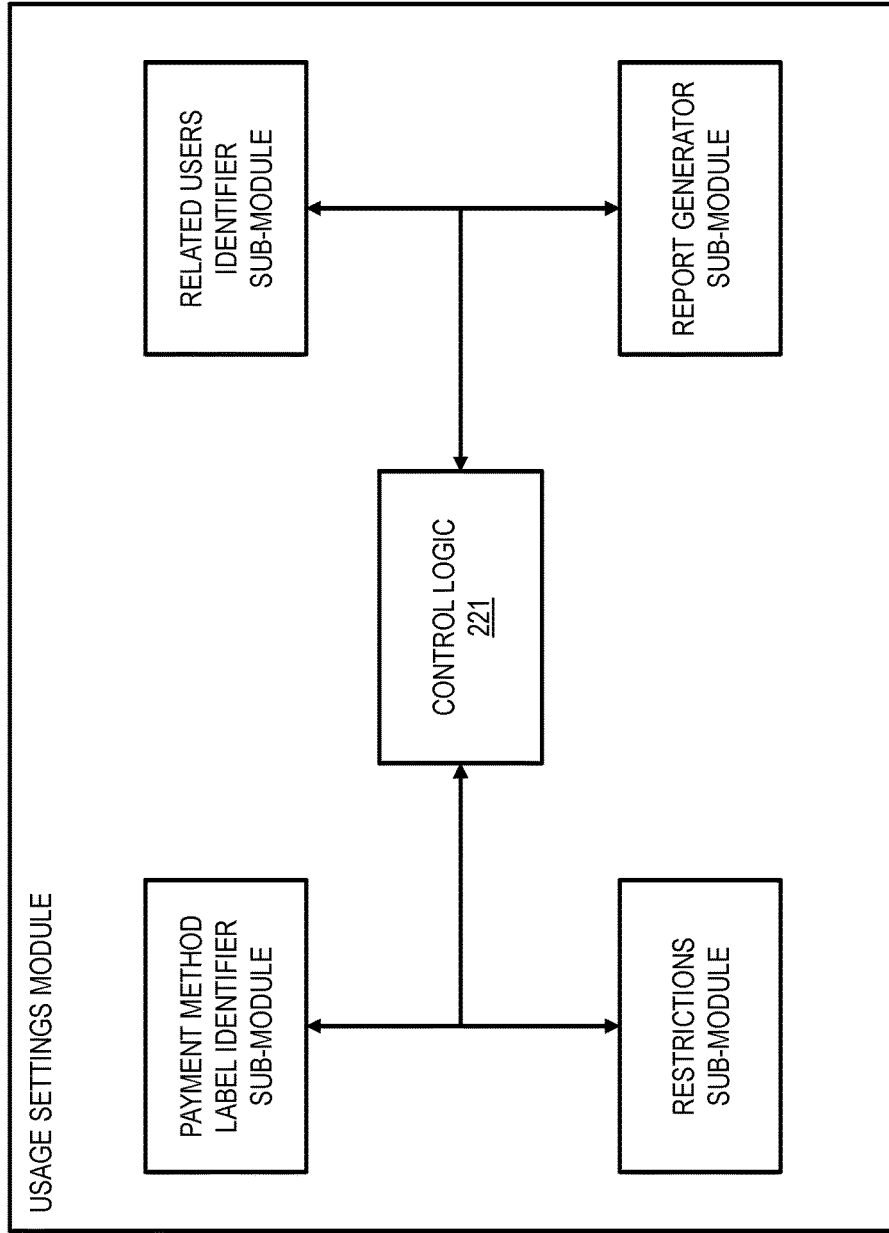 USAGE SETTINGS MODULE
PAYMENT METHOD
LABEL IDENTIFIER
SUB-MODULE
RELATED USERS
IDENTIFIER
SUB-MODULE
CONTROL LOGIC
221
RESTRICTIONS
SUB-MODULE
REPORT GENERATOR
SUB-MODULE